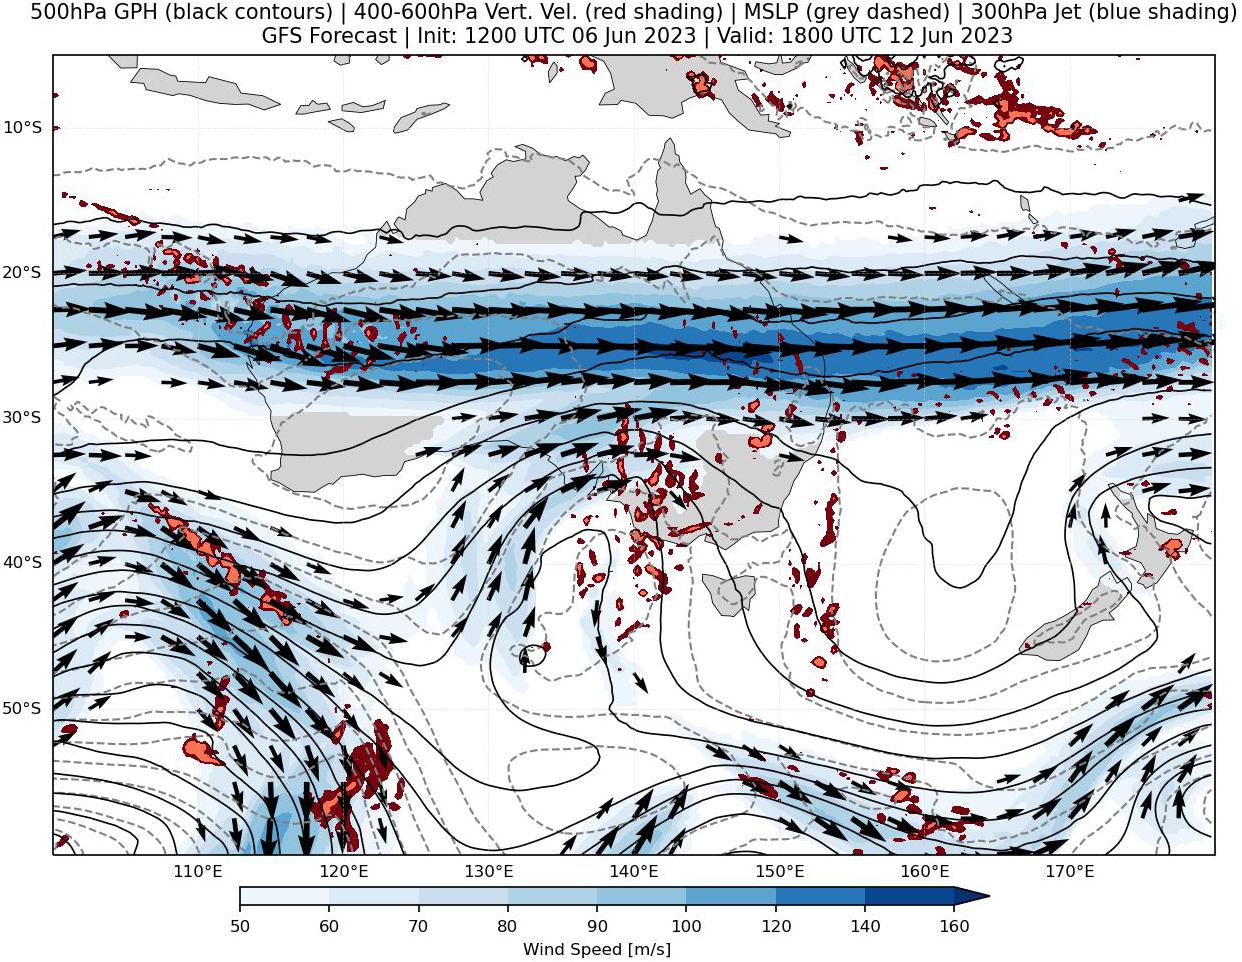 500hPa GPH (black contours) | 400-600hPa Vert. Vel. (red shading) | MSLP (grey dashed) | 300hPa Jet (blue shading)
GFS Forecast | Init: 1200 UTC 06 Jun 2023 | Valid: 1800 UTC 12 Jun 2023
10°S
20°S
30°S
40°S
50°S
110°E 120°E 130°E 140°E 150°E 160°E 170°E
50 60 70 80 90 100 120 140 160
Wind Speed [m/s]